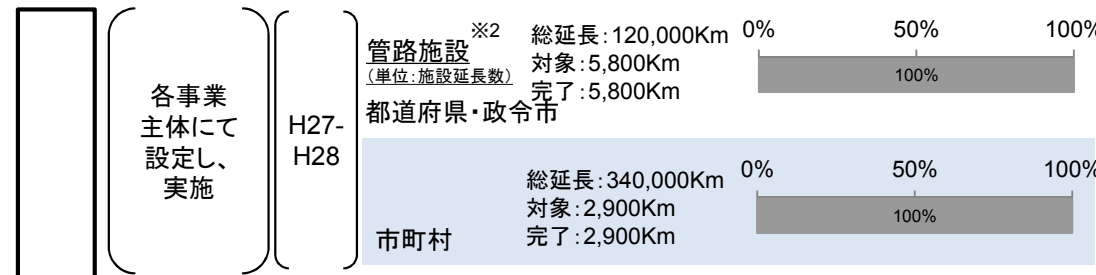 各事業
主体にて
設定し、
実施
H27-
H28
管路施設※2
(単位:施設延長数)
都道府県・政令市
総延長:120,000Km
対象:5,800Km
完了:5,800Km
0% 50% 100%
100%
市町村
総延長:340,000Km
対象:2,900Km
完了:2,900Km
0% 50% 100%
100%